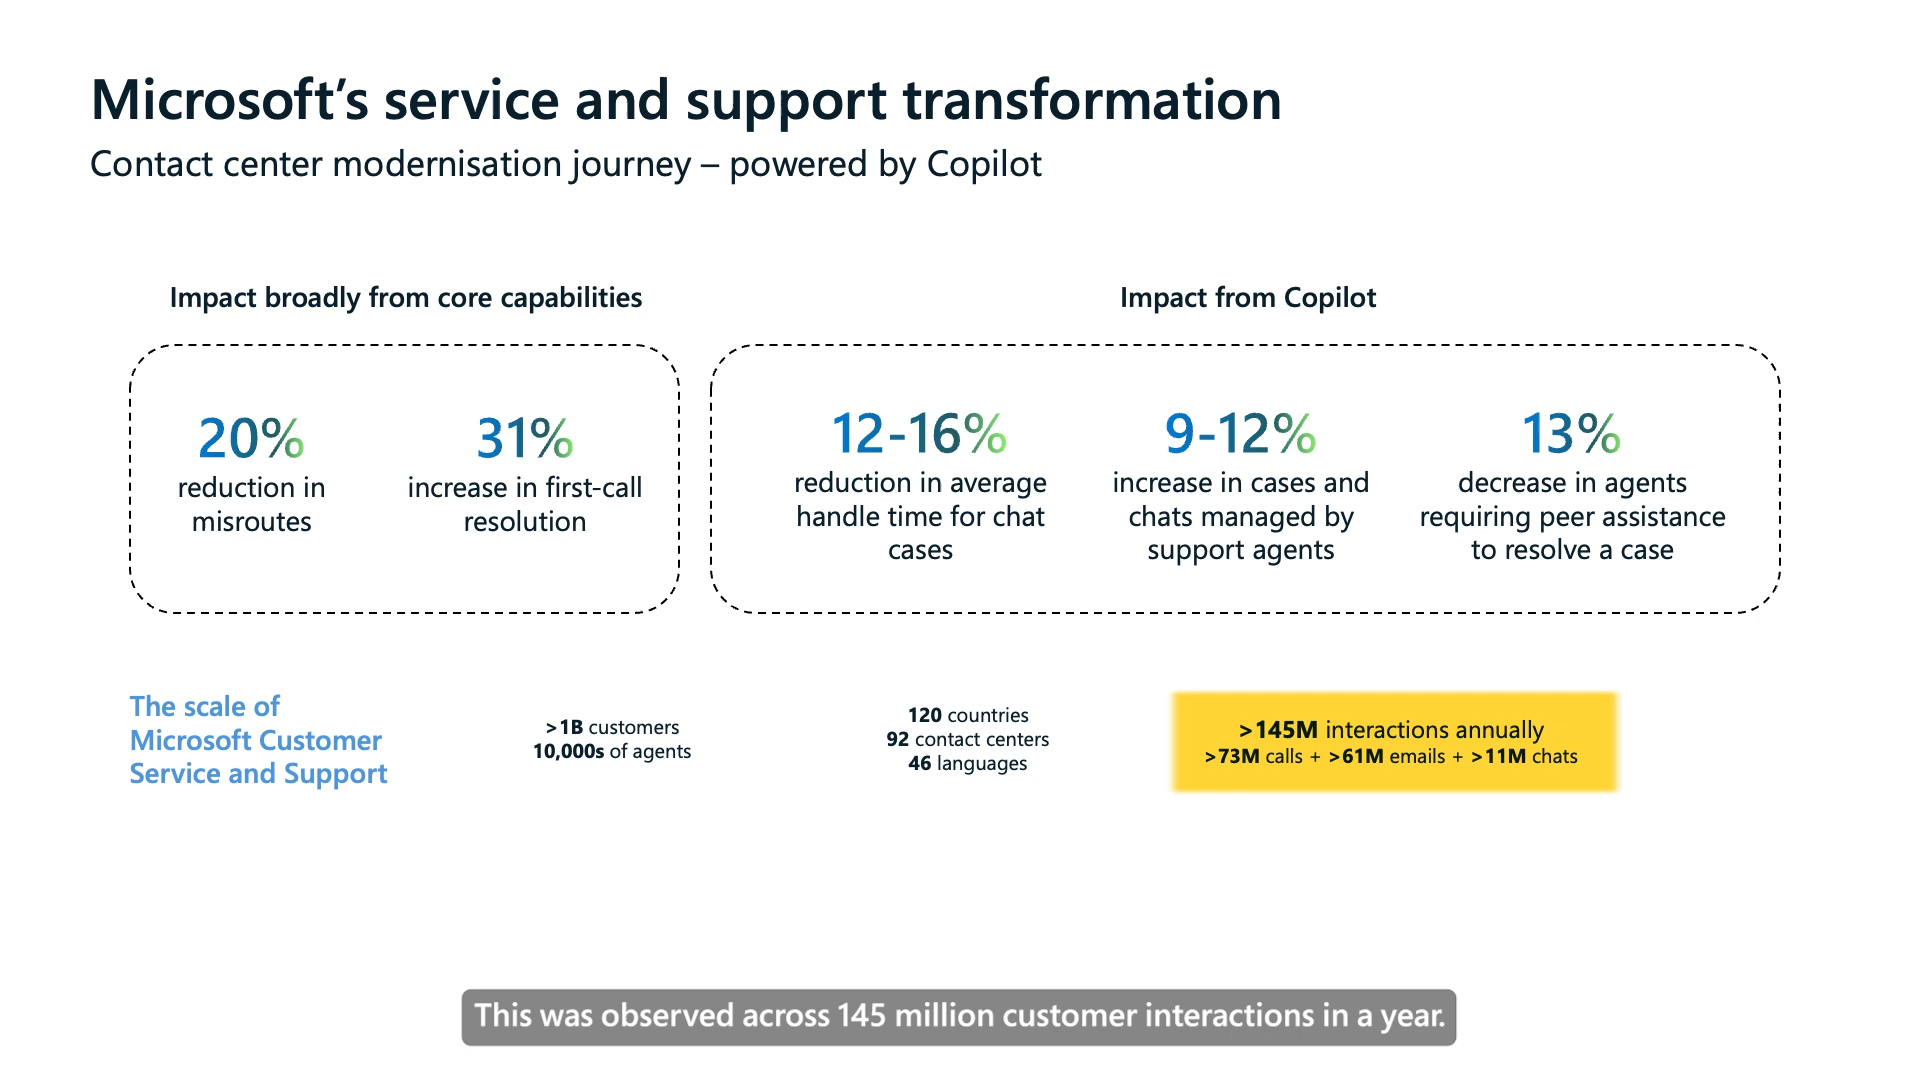 Microsoft’s service and support transformation
Contact center modernisation journey – powered by Copilot
Impact broadly from core capabilities
20%
reduction in
misroutes
31%
increase in first-call
resolution
Impact from Copilot
12-16%
reduction in average
handle time for chat
cases
9-12%
increase in cases and
chats managed by
support agents
13%
decrease in agents
requiring peer assistance
to resolve a case
The scale of
Microsoft Customer
Service and Support
>1B customers
10,000s of agents
120 countries
92 contact centers
46 languages
>145M interactions annually
>73M calls + >61M emails + >11M chats
This was observed across 145 million customer interactions in a year.